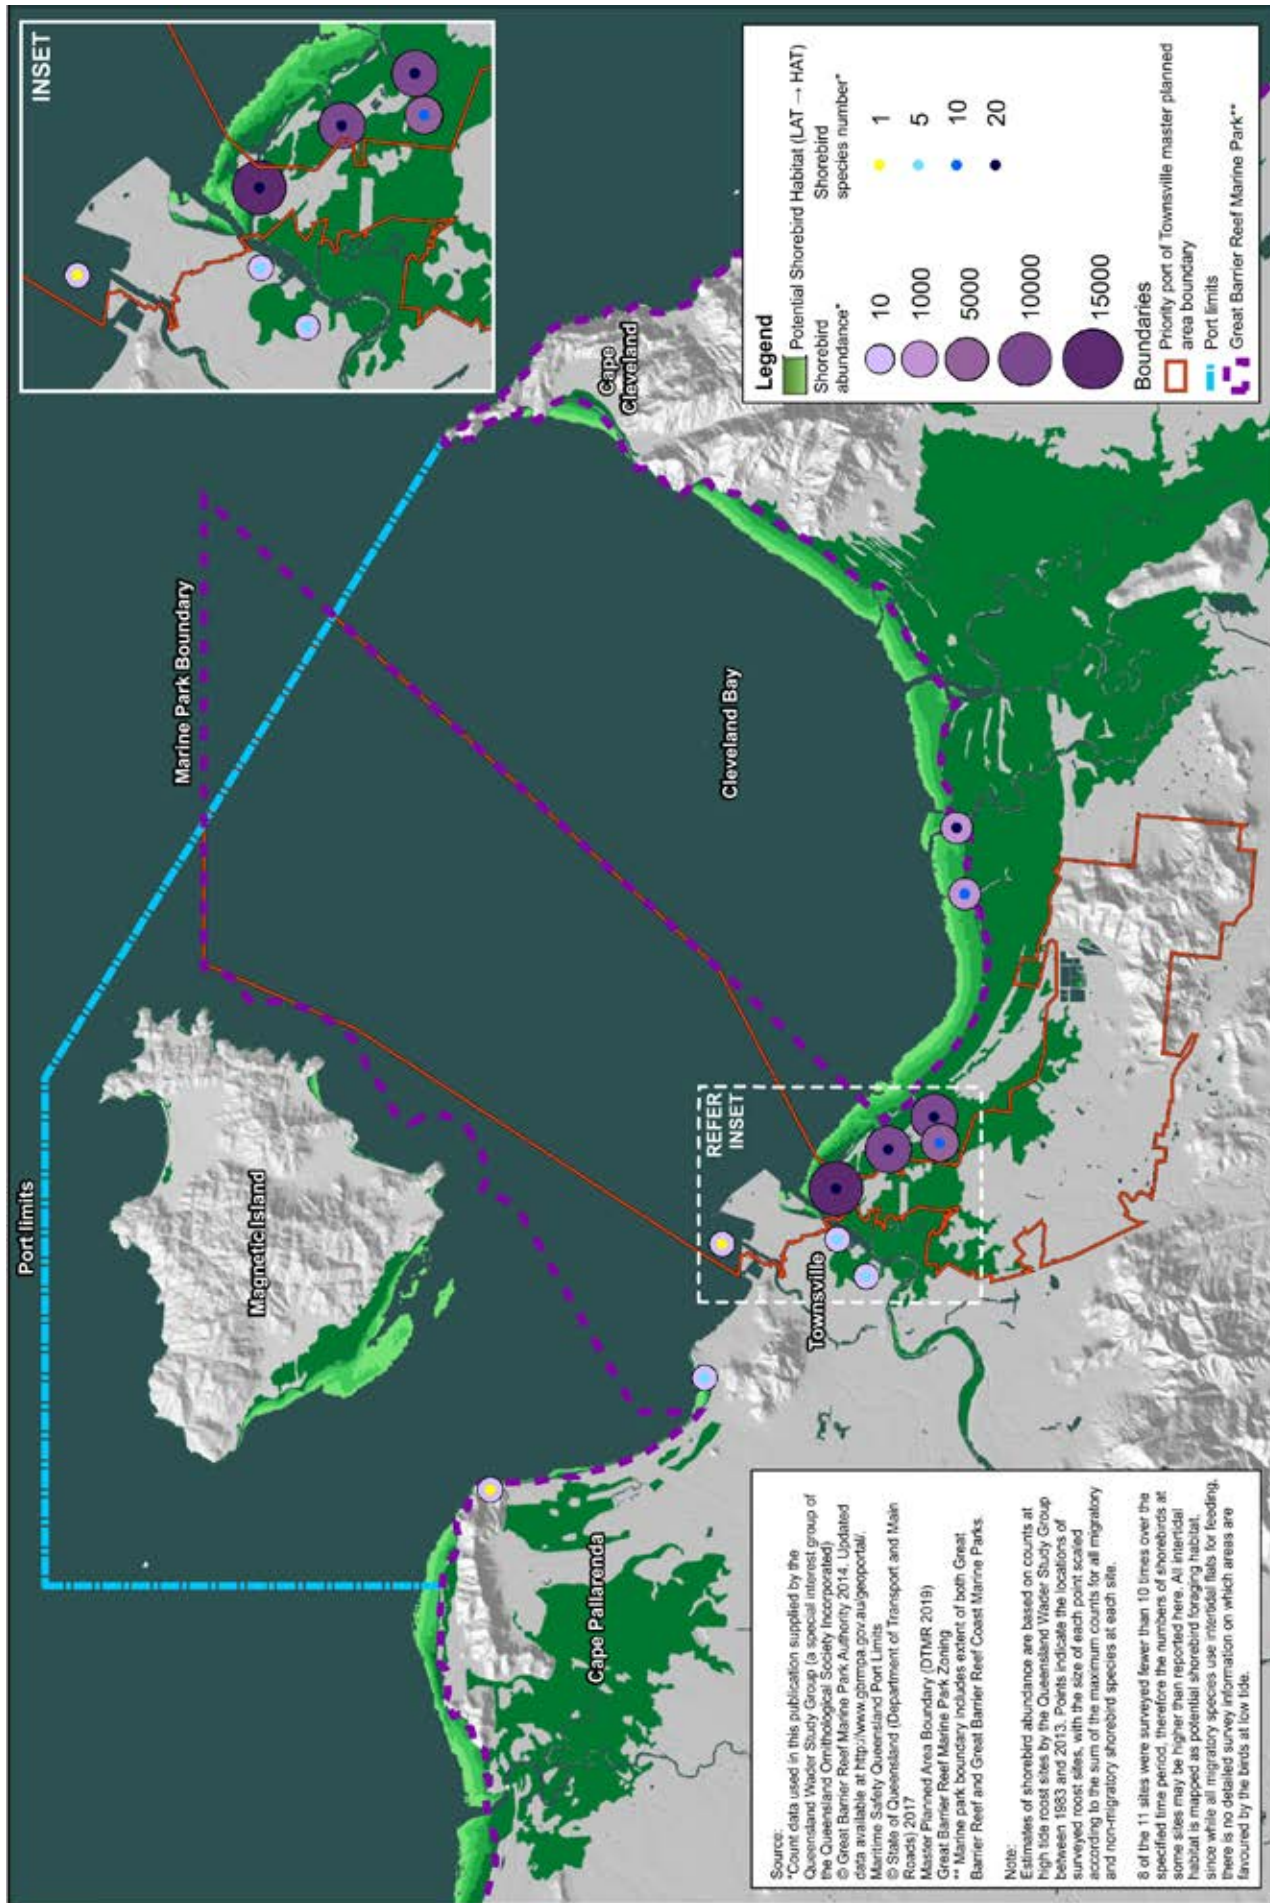 INSET
Port limits
Magnetic Island
Marine Park Boundary
Cape
Cleveland
Cleveland Bay
REFER
INSET
Townsville
Cape Pallarenda
Source:
*Count data used in this publication supplied by the
Queensland Wader Study Group (a special interest group of
the Queensland Ornithological Society Incorporated)
© Great Barrier Reef Marine Park Authority 2014. Updated
data available at http://www.gbrmpa.gov.au/geoportal/.
Maritime Safety Queensland Port Limits
© State of Queensland (Department of Transport and Main
Roads) 2017
Master Planned Area Boundary (DTMR 2019)
Great Barrier Reef Marine Park Zoning
** Marine park boundary includes extent of both Great
Barrier Reef and Great Barrier Reef Coast Marine Parks.
Note:
Estimates of shorebird abundance are based on counts at
high tide roost sites by the Queensland Wader Study Group
between 1983 and 2013. Points indicate the locations of
surveyed roost sites, with the size of each point scaled
according to the sum of the maximum counts for all migratory
and non-migratory shorebird species at each site.
8 of the 11 sites were surveyed fewer than 10 times over the
specified time period, therefore the numbers of shorebirds at
some sites may be higher than reported here. All intertidal
habitat is mapped as potential shorebird foraging habitat,
since while all migratory species use intertidal flats for feeding,
there is no detailed survey information on which areas are
favoured by the birds at low tide.
Legend
Potential Shorebird Habitat (LAT → HAT)
Shorebird
abundance*
10
1000
5000
10000
15000
Shorebird
species number*
1
5
10
20
Boundaries
Priority port of Townsville master planned
area boundary
Port limits
Great Barrier Reef Marine Park**